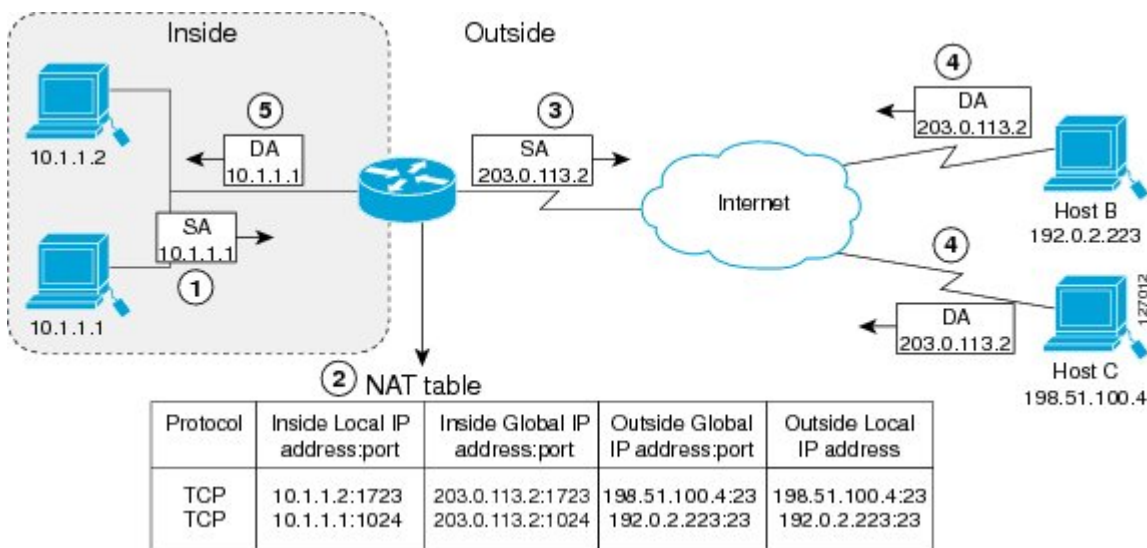 Inside
Outside
4
DA
203.0.113.2
5
DA
10.1.1.1
3
SA
203.0.113.2
10.1.1.2
Internet
Host B
192.0.2.223
SA
10.1.1.1
1
10.1.1.1
4
DA
203.0.113.2
127012
Host C
198.51.100.4
2 NAT table
Protocol
Inside Local IP
address:port
Inside Global IP
address:port
Outside Global
IP address:port
Outside Local
IP address
TCP 10.1.1.2:1723 203.0.113.2:1723 198.51.100.4:23 198.51.100.4:23
TCP 10.1.1.1:1024 203.0.113.2:1024 192.0.2.223:23 192.0.2.223:23